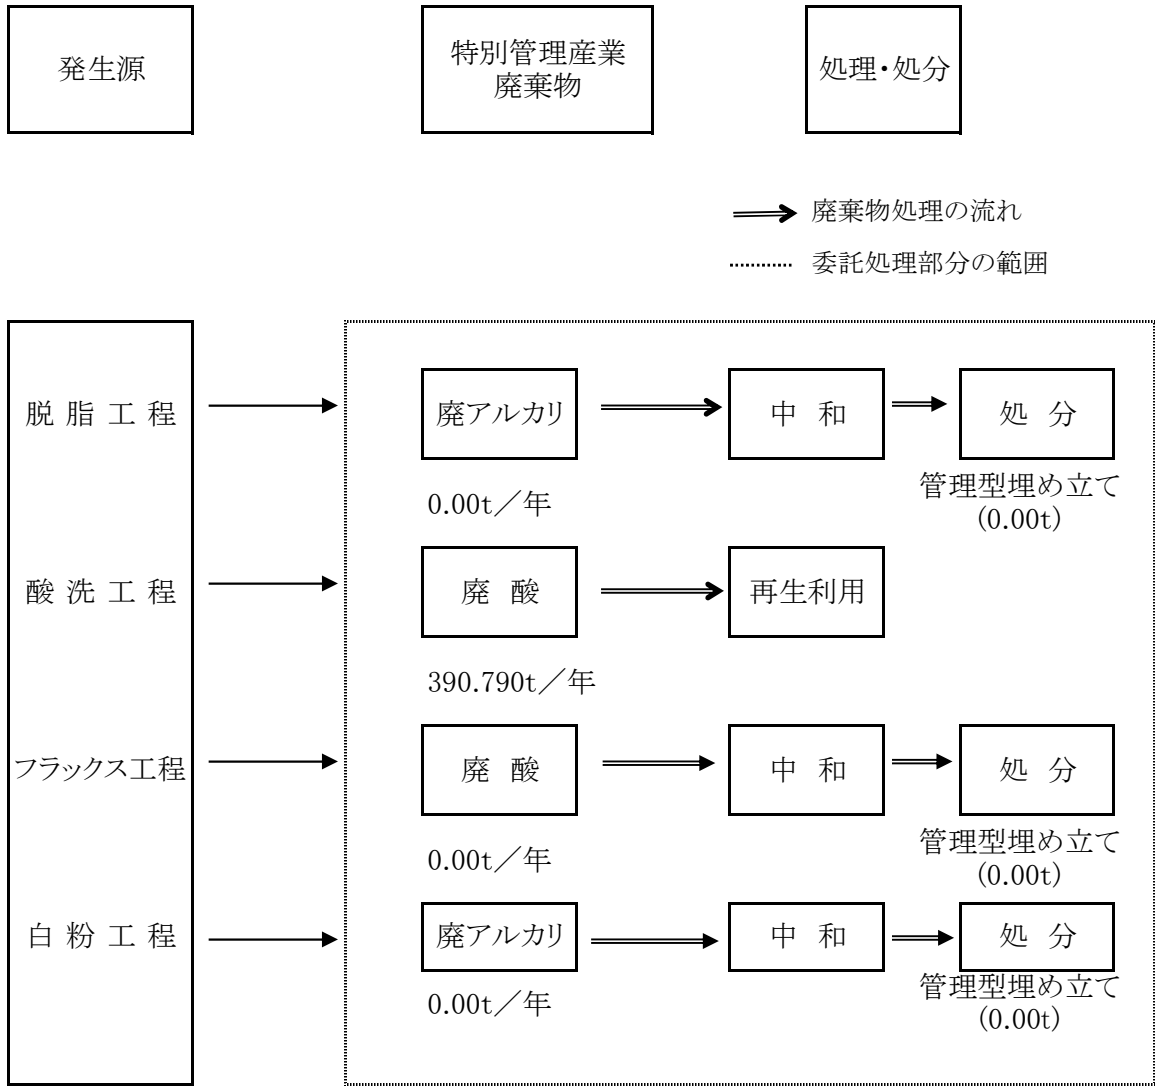 発生源
特別管理産業
廃棄物
処理・処分
廃棄物処理の流れ
委託処理部分の範囲
脱 脂 工 程
廃アルカリ
中 和
処 分
0.00t／年
管理型埋め立て
(0.00t)
酸 洗 工 程
廃 酸
再生利用
390.790t／年
フラックス工程
廃 酸
中 和
処 分
0.00t／年
管理型埋め立て
(0.00t)
白 粉 工 程
廃アルカリ
中 和
処 分
0.00t／年
管理型埋め立て
(0.00t)